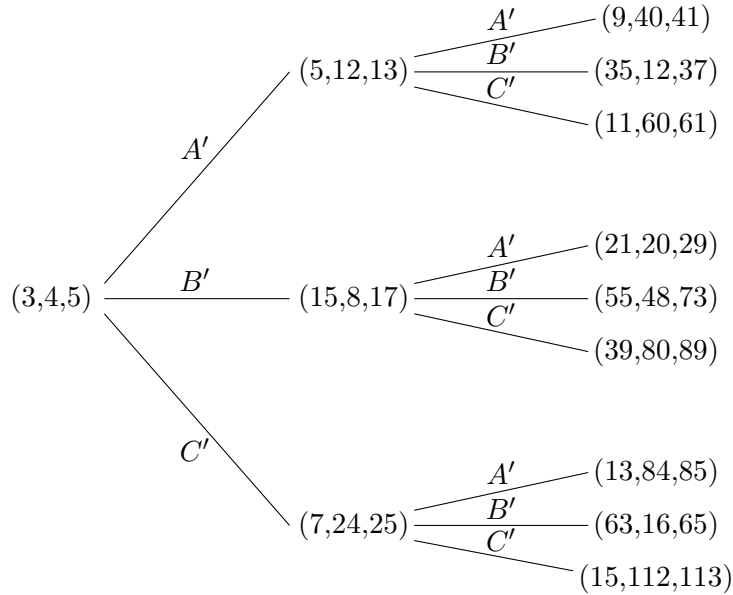 A′ (9,40,41)
(5,12,13) B′ (35,12,37)
C′ (11,60,61)
A′
A′ (21,20,29)
(3,4,5) B′ (15,8,17) B′ (55,48,73)
C′ (39,80,89)
C′
A′ (13,84,85)
(7,24,25) B′ (63,16,65)
C′ (15,112,113)